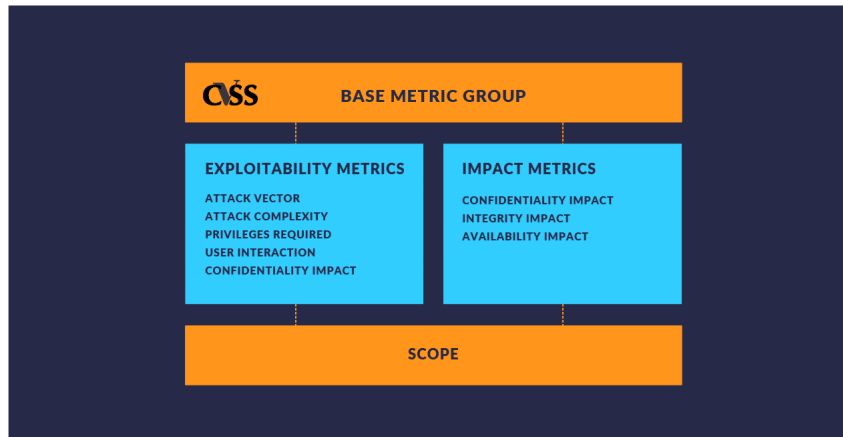 CVSS BASE METRIC GROUP
EXPLOITABILITY METRICS
ATTACK VECTOR
ATTACK COMPLEXITY
PRIVILEGES REQUIRED
USER INTERACTION
CONFIDENTIALITY IMPACT
IMPACT METRICS
CONFIDENTIALITY IMPACT
INTEGRITY IMPACT
AVAILABILITY IMPACT
SCOPE